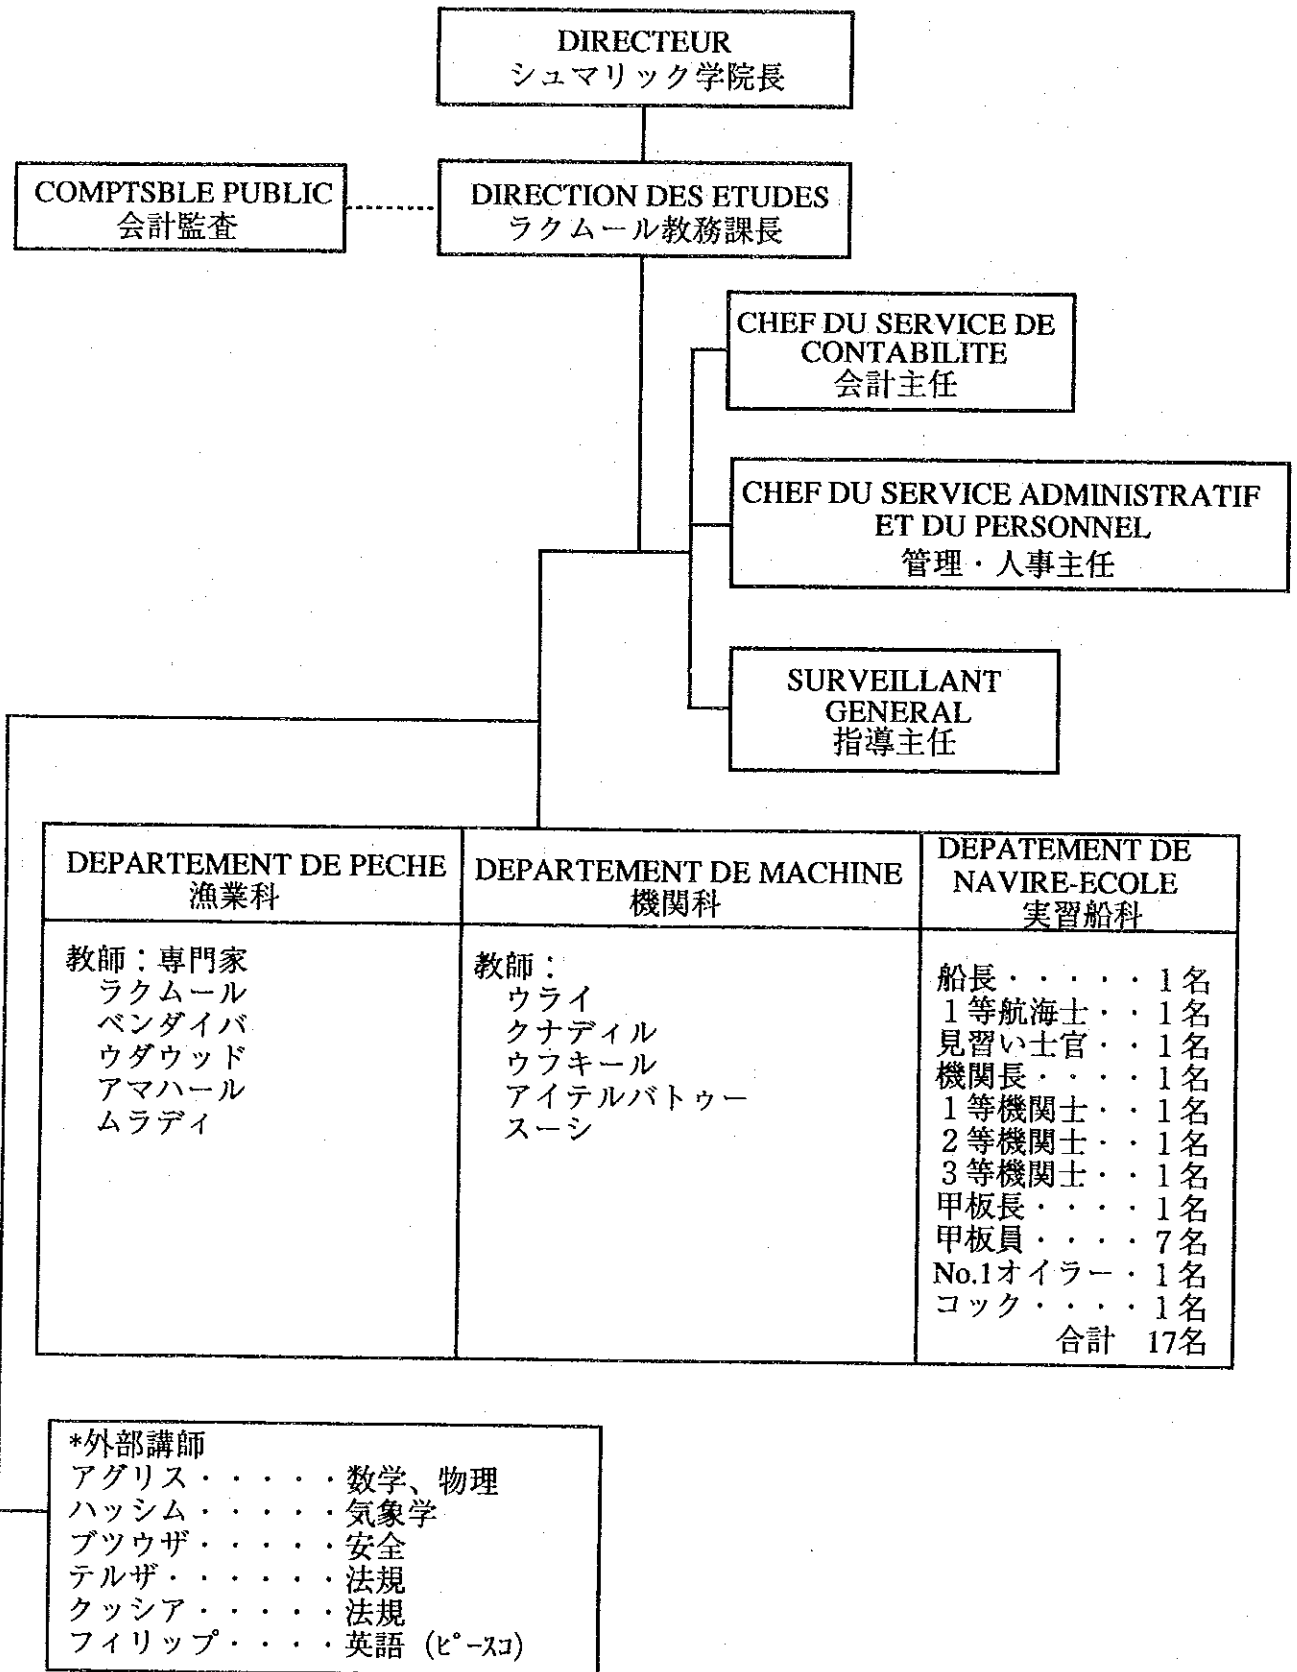 DIRECTEUR
シュマリック学院長
COMPTSBLE PUBLIC
会計監査
DIRECTION DES ETUDES
ラクムール教務課長
CHEF DU SERVICE DE
CONTABILITE
会計主任
CHEF DU SERVICE ADMINISTRATIF
ET DU PERSONNEL
管理・人事主任
SURVEILLANT
GENERAL
指導主任
DEPARTEMENT DE PECHE
漁業科
教師：専門家
ラクムール
ベンダイバ
ウダウッド
アマハール
ムラディ
DEPARTEMENT DE MACHINE
機関科
教師：
ウライ
クナディル
ウフキール
アイテルバトゥー
スーシ
DEPATEMENT DE
NAVIRE-ECOLE
実習船科
船長・・・・・1名
1等航海士・・1名
見習い士官・・1名
機関長・・・・1名
1等機関士・・1名
2等機関士・・1名
3等機関士・・1名
甲板長・・・・1名
甲板員・・・・7名
No.1オイラー・1名
コック・・・・1名
合計 17名
*外部講師
アグリス・・・・・数学、物理
ハッシム・・・・・気象学
ブツウザ・・・・・安全
テルザ・・・・・・法規
クッシア・・・・・法規
フィリップ・・・・英語 (ﾋﾟｰｽｺ)